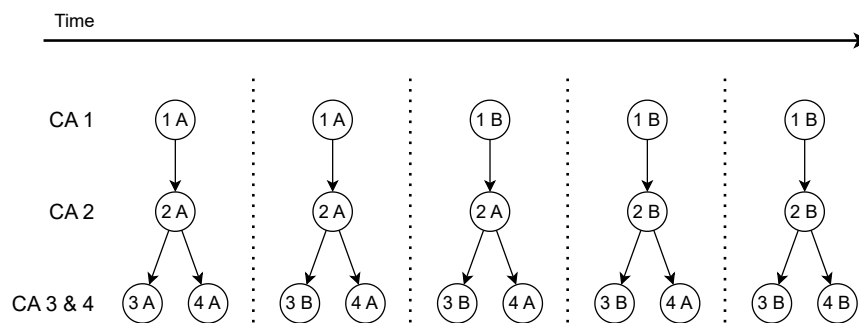 Time
CA 1 1 A 1 A 1 B 1 B 1 B
CA 2 2 A 2 A 2 A 2 B 2 B
CA 3 & 4 3 A 4 A 3 B 4 A 3 B 4 A 3 B 4 A 3 B 4 B